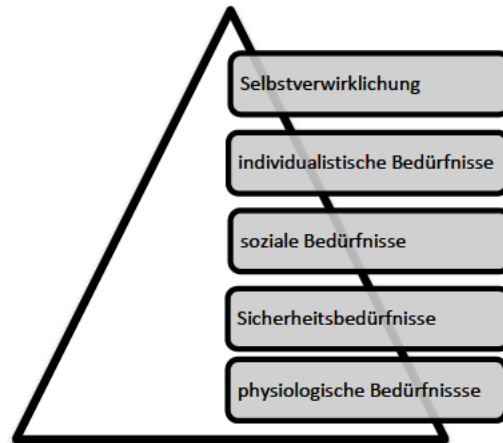 Selbstverwirklichung
individualistische Bedürfnisse
soziale Bedürfnisse
Sicherheitsbedürfnisse
physiologische Bedürfnissse